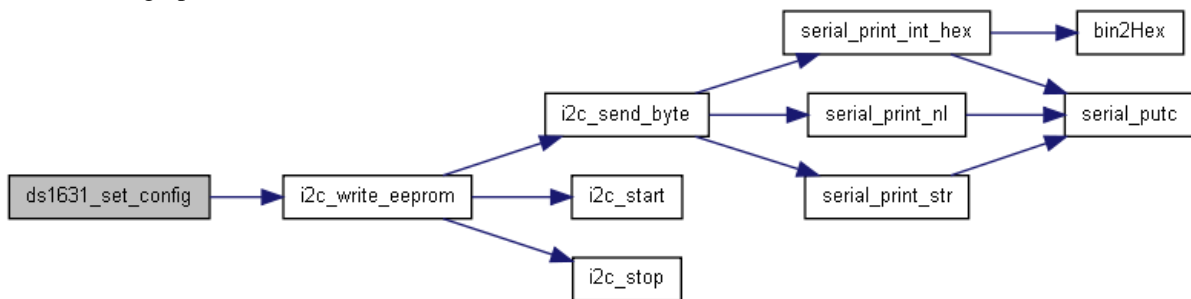 serial_print_int_hex
bin2Hex
i2c_send_byte
serial_print_nl
serial_putc
ds1631_set_config
i2c_write_eeprom
i2c_start
serial_print_str
i2c_stop